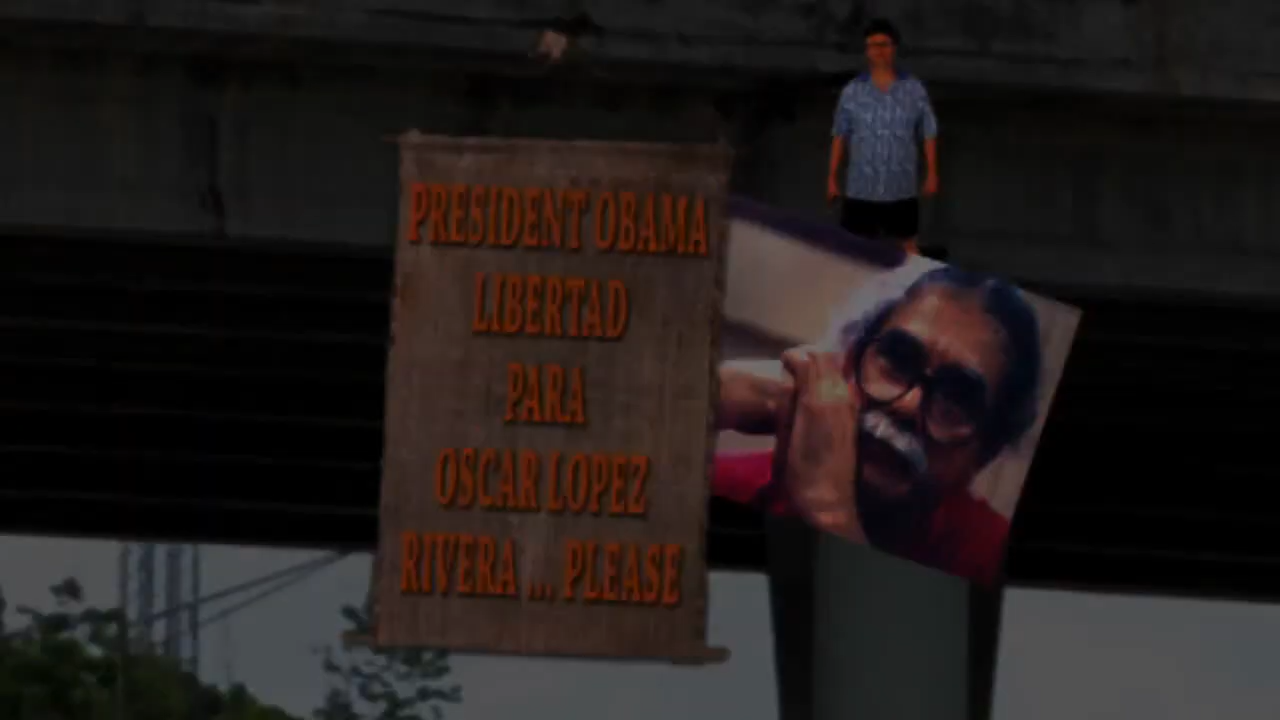 PRESIDENT OBAMA
LIBERTAD
PARA
OSCAR LOPEZ
RIVERA ... PLEASE